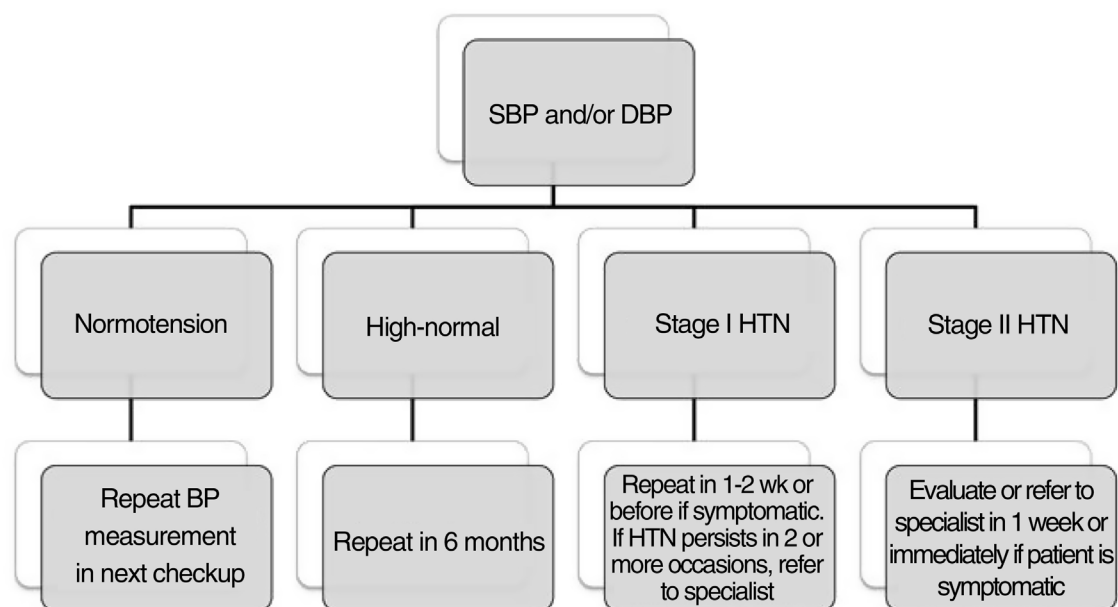 SBP and/or DBP
Normotension
High-normal
Stage I HTN
Stage II HTN
Repeat BP
measurement
in next checkup
Repeat in 6 months
Repeat in 1-2 wk or
before if symptomatic.
If HTN persists in 2 or
more occasions, refer
to specialist
Evaluate or refer to
specialist in 1 week or
immediately if patient is
symptomatic